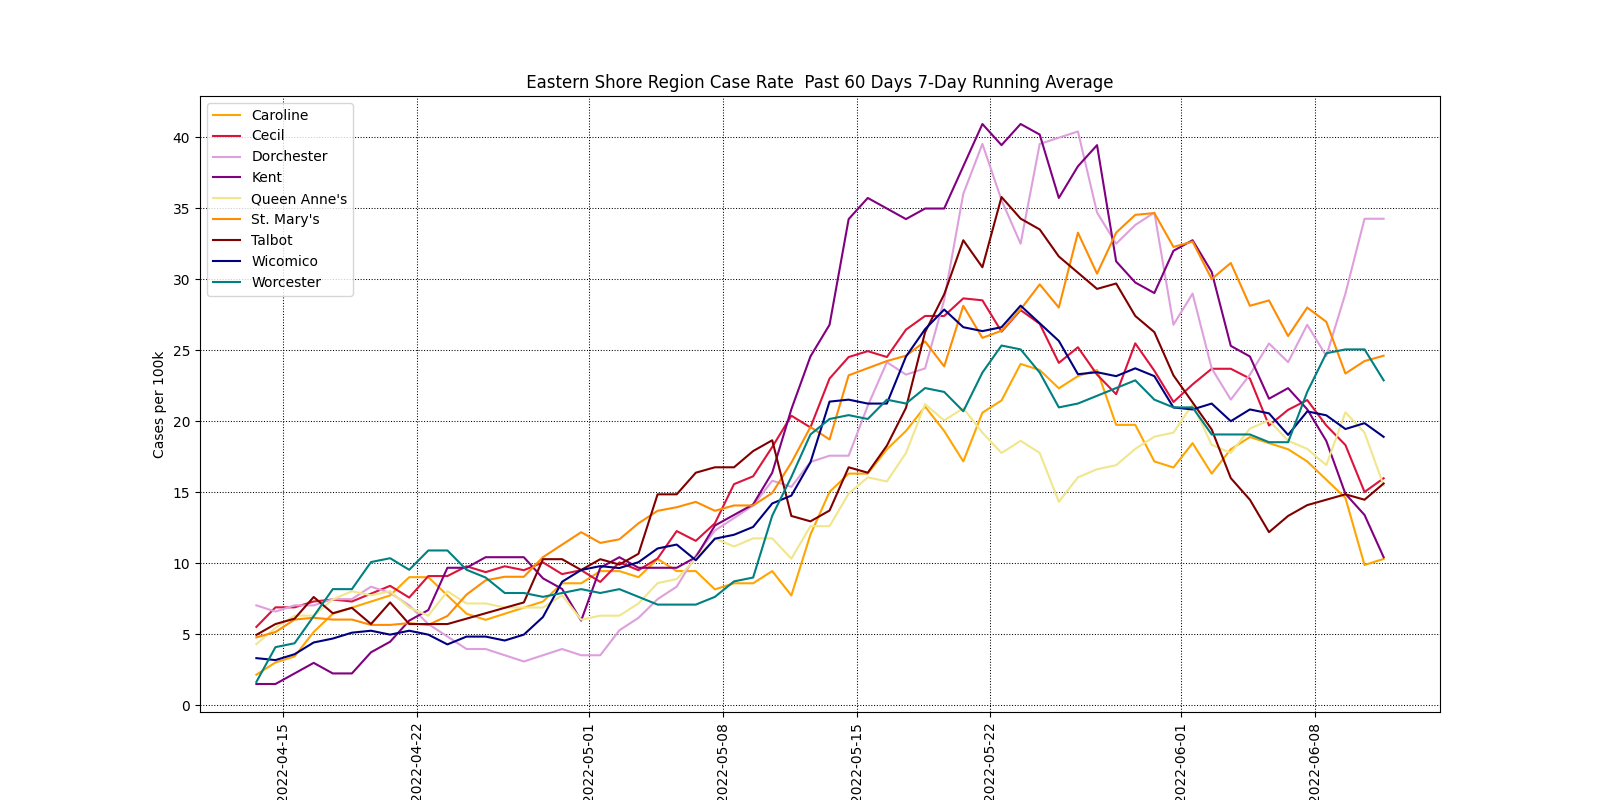 Eastern Shore Region Case Rate  Past 60 Days 7-Day Running Average
Caroline
Cecil
Dorchester
Kent
Queen Anne's
St. Mary's
Talbot
Wicomico
Worcester
Cases per 100k
40
35
30
25
20
15
10
5
0
2022-04-15
2022-04-22
2022-05-01
2022-05-08
2022-05-15
2022-05-22
2022-06-01
2022-06-08